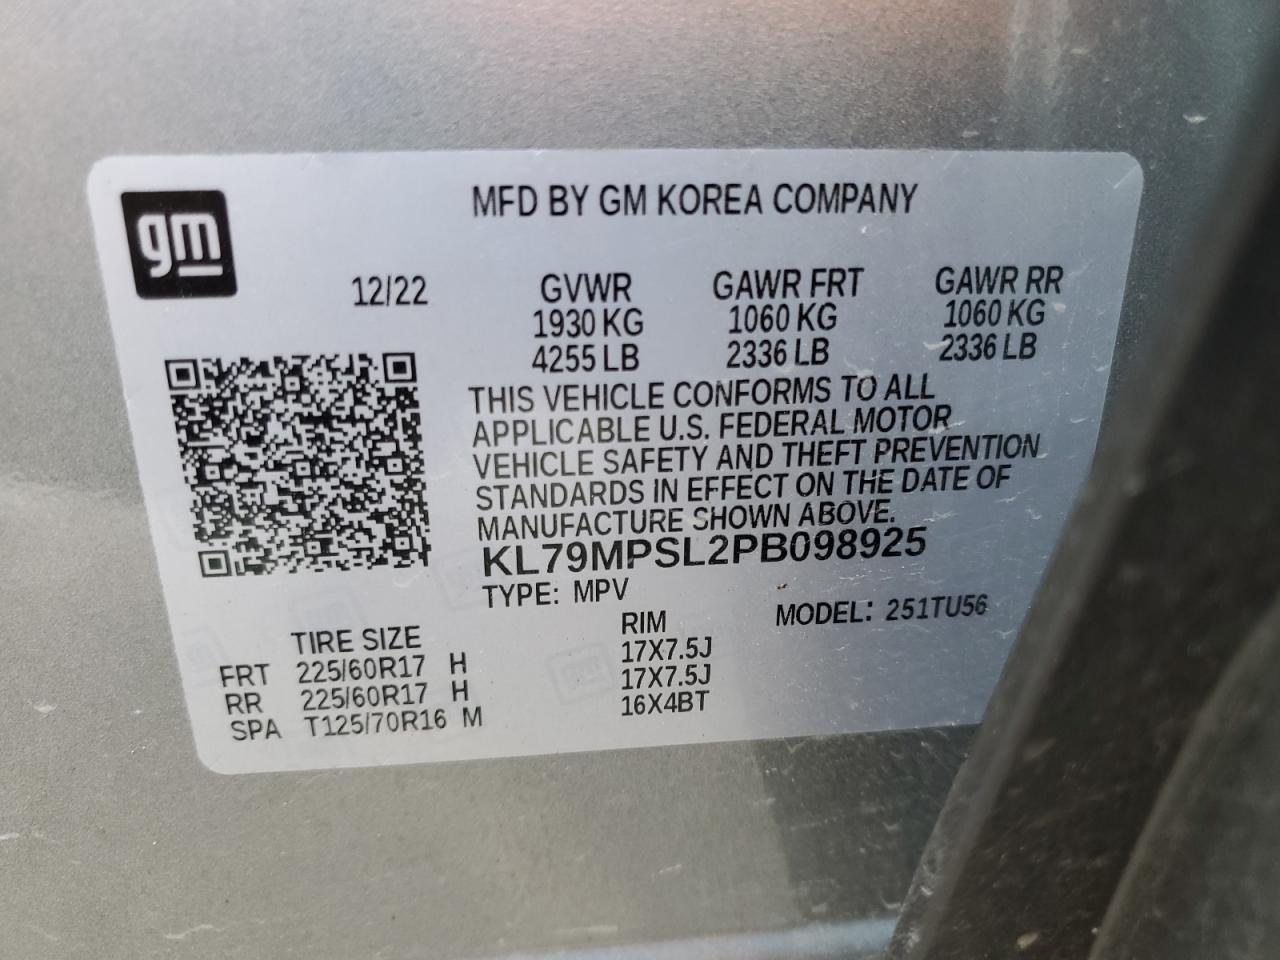 gm
MFD BY GM KOREA COMPANY
12/22 GVWR GAWR FRT GAWR RR
1930 KG 1060 KG 1060 KG
4255 LB 2336 LB 2336 LB
THIS VEHICLE CONFORMS TO ALL
APPLICABLE U.S. FEDERAL MOTOR
VEHICLE SAFETY AND THEFT PREVENTION
STANDARDS IN EFFECT ON THE DATE OF
MANUFACTURE SHOWN ABOVE.
KL79MPSL2PB098925
TYPE: MPV MODEL: 251TU56
TIRE SIZE RIM
FRT 225/60R17 H 17X7.5J
RR 225/60R17 H 17X7.5J
SPA T125/70R16 M 16X4BT